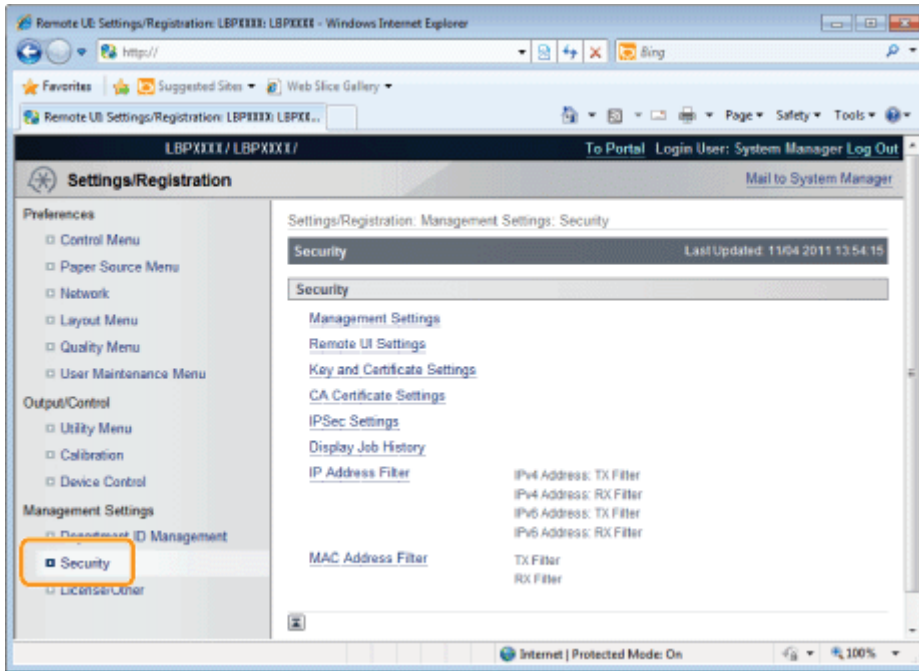 Remote UI: Settings/Registration: LBPXXXX: LBPXXXX - Windows Internet Explorer
http://
Bing
Favorites Suggested Sites Web Slice Gallery
Remote UI: Settings/Registration: LBPXXXX: LBPXX...
Page Safety Tools
LBPXXXX / LBPXXXX /
To Portal Login User: System Manager Log Out
Settings/Registration
Mail to System Manager
Preferences
Control Menu
Paper Source Menu
Network
Layout Menu
Quality Menu
User Maintenance Menu
Output/Control
Utility Menu
Calibration
Device Control
Management Settings
Department ID Management
Security
License/Other
Settings/Registration: Management Settings: Security
Security Last Updated: 11/04 2011 13:54:15
Security
Management Settings
Remote UI Settings
Key and Certificate Settings
CA Certificate Settings
IPSec Settings
Display Job History
IP Address Filter IPv4 Address: TX Filter
IPv4 Address: RX Filter
IPv6 Address: TX Filter
IPv6 Address: RX Filter
MAC Address Filter TX Filter
RX Filter
Internet | Protected Mode: On
100%